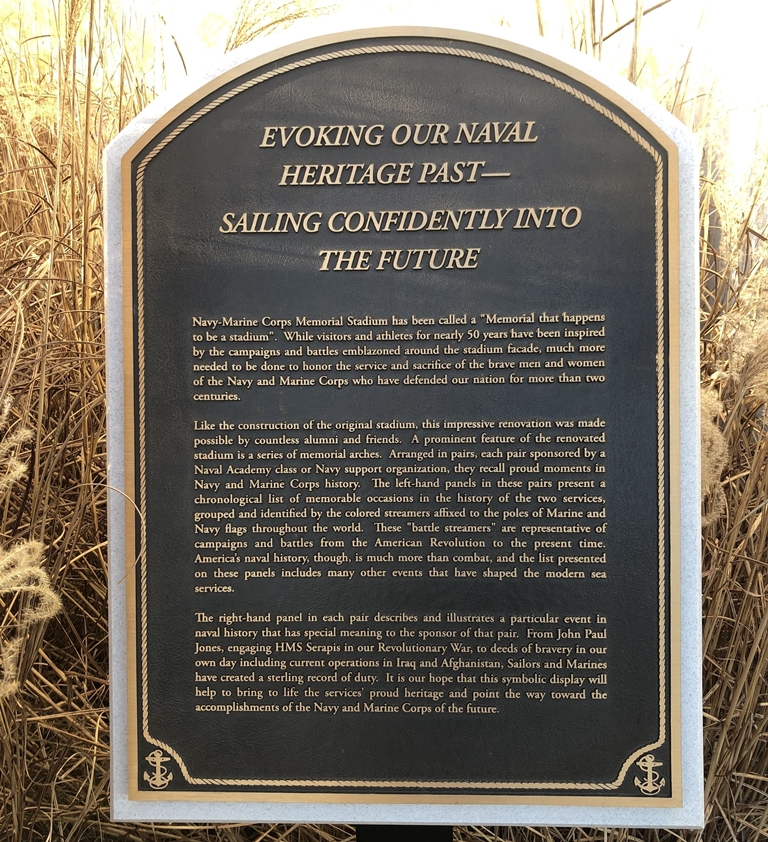 EVOKING OUR NAVAL
HERITAGE PAST—
SAILING CONFIDENTLY INTO
THE FUTURE
Navy-Marine Corps Memorial Stadium has been called a “Memorial that happens
to be a stadium”. While visitors and athletes for nearly 50 years have been inspired
by the campaigns and battles emblazoned around the stadium facade, much more
needed to be done to honor the service and sacrifice of the brave men and women
of the Navy and Marine Corps who have defended our nation for more than two
centuries.
Like the construction of the original stadium, this impressive renovation was made
possible by countless alumni and friends. A prominent feature of the renovated
stadium is a series of memorial arches. Arranged in pairs, each pair sponsored by a
Naval Academy class or Navy support organization, they recall proud moments in
Navy and Marine Corps history. The left-hand panels in these pairs present a
chronological list of memorable occasions in the history of the two services,
grouped and identified by the colored streamers affixed to the poles of Marine and
Navy flags throughout the world. These "battle streamers" are representative of
campaigns and battles from the American Revolution to the present time.
America's naval history, though, is much more than combat, and the list presented
on these panels includes many other events that have shaped the modern sea
services.
The right-hand panel in each pair describes and illustrates a particular event in
naval history that has special meaning to the sponsor of that pair. From John Paul
Jones, engaging HMS Serapis in our Revolutionary War, to deeds of bravery in our
own day including current operations in Iraq and Afghanistan, Sailors and Marines
have created a sterling record of duty. It is our hope that this symbolic display will
help to bring to life the services' proud heritage and point the way toward the
accomplishments of the Navy and Marine Corps of the future.